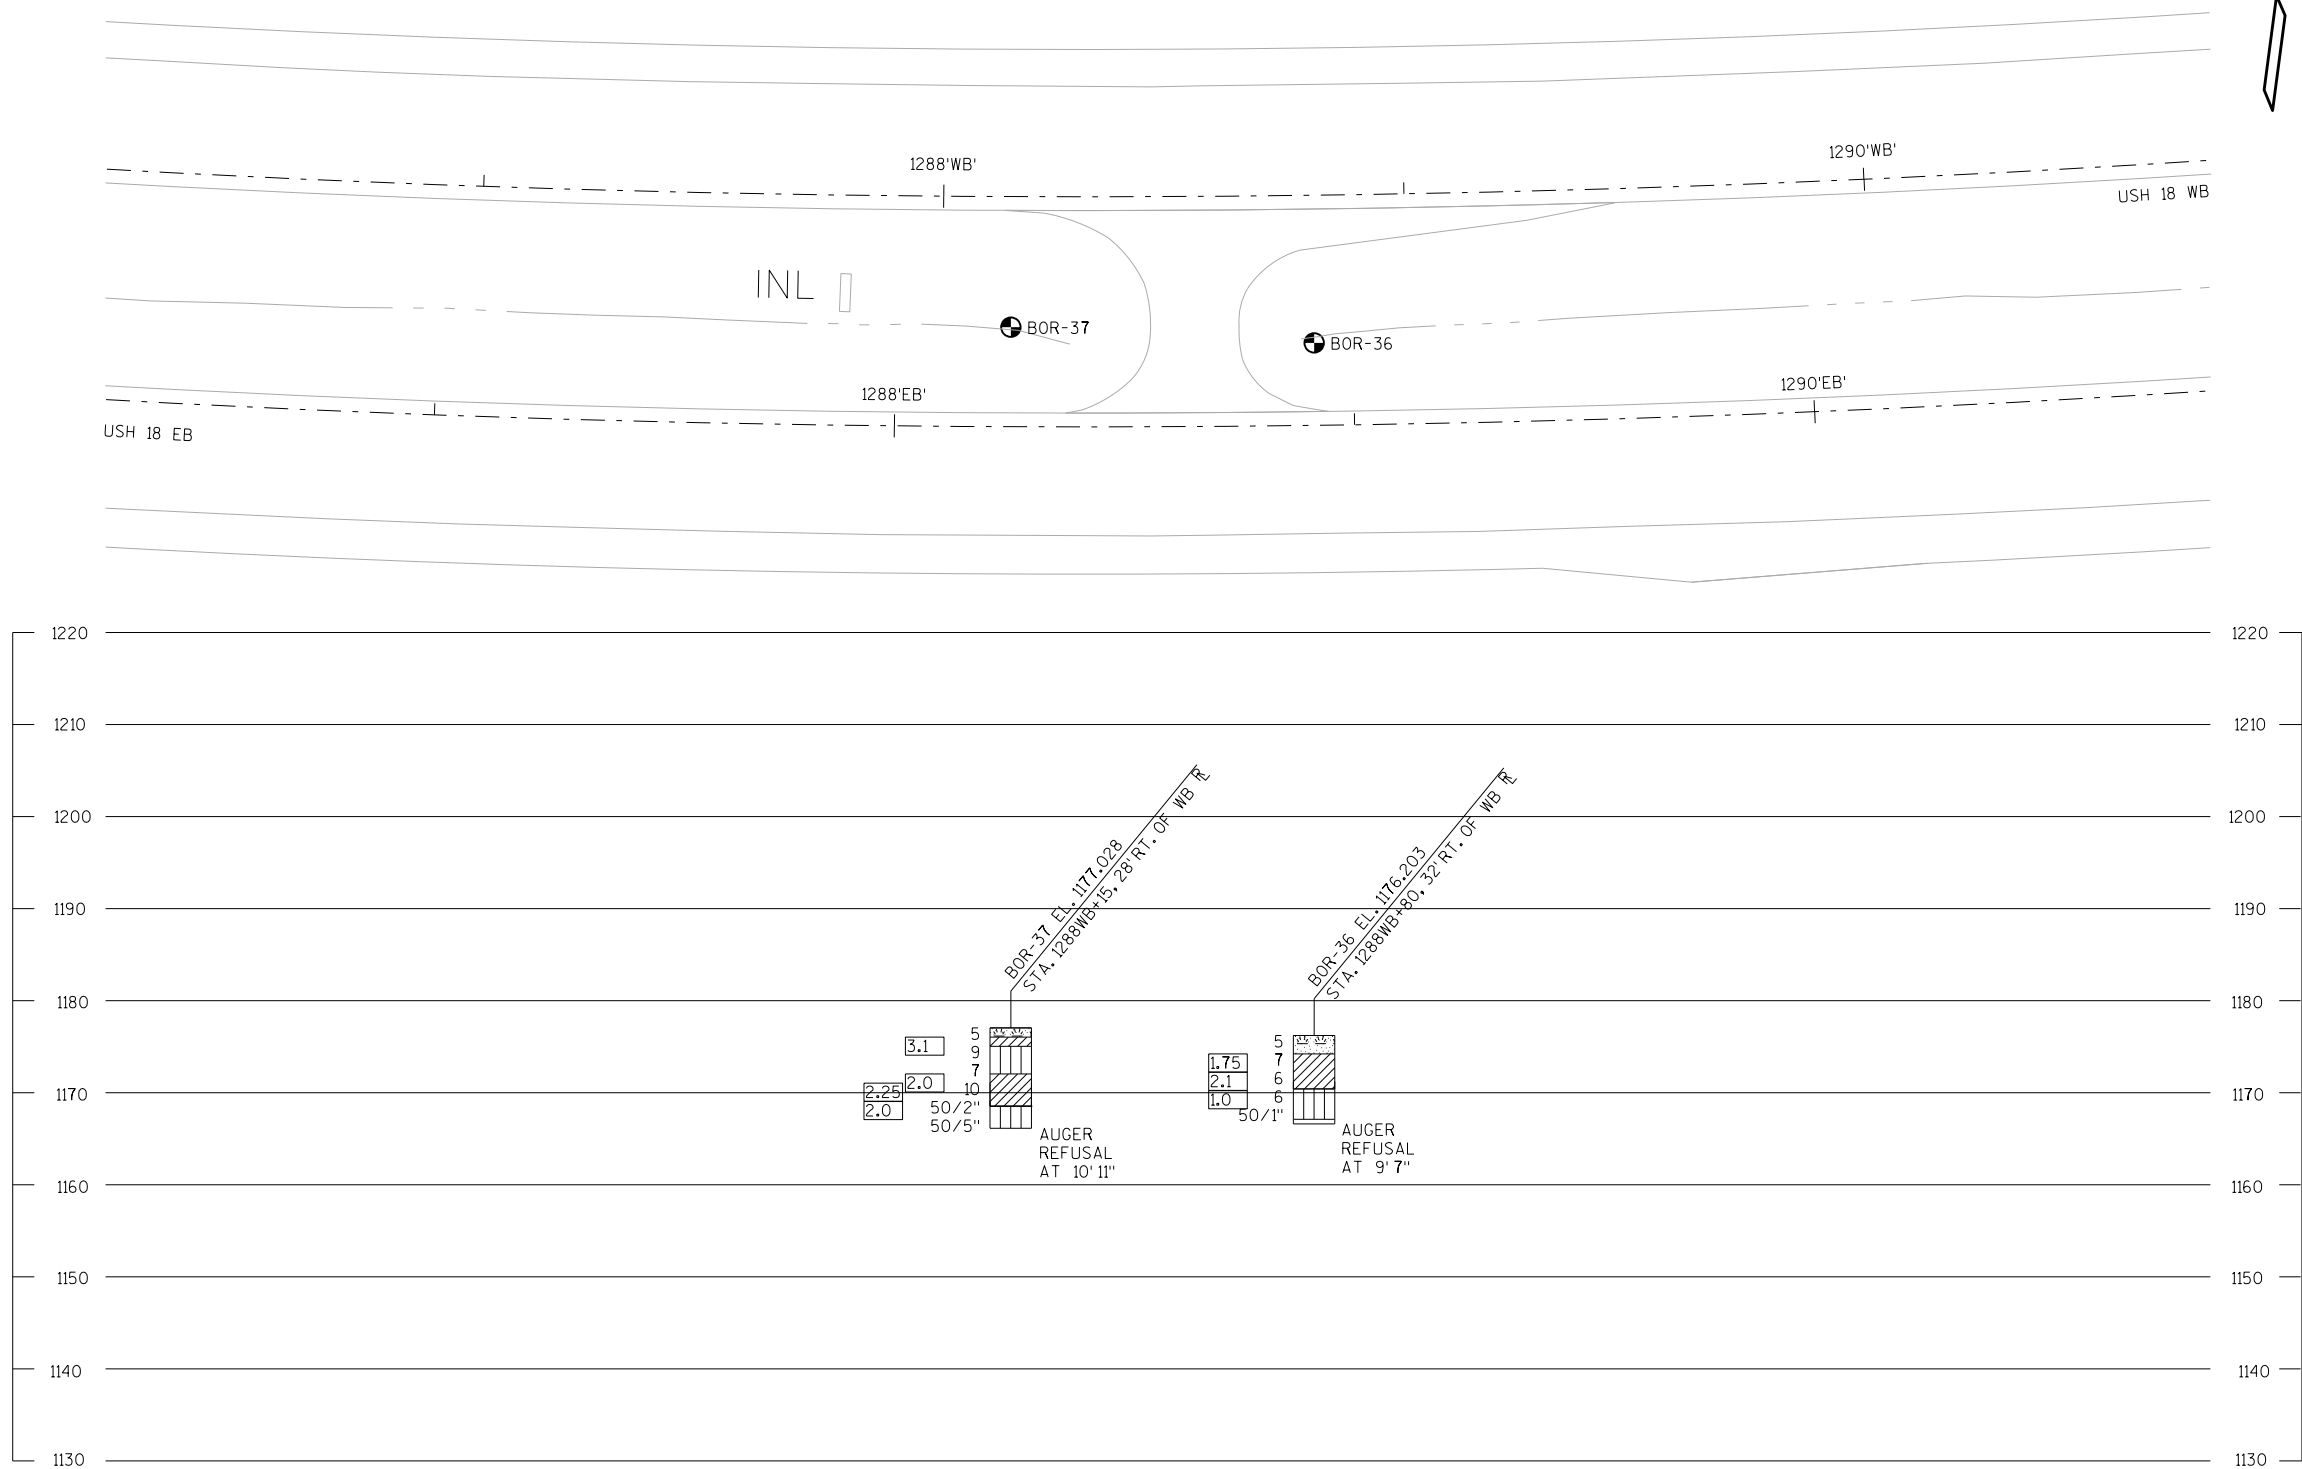 1288'WB'
1290'WB'
USH 18 WB
INL
BOR-37
BOR-36
1288'EB'
1290'EB'
USH 18 EB
1220 1220
1210 1210
1200 1200
1190 1190
1180 1180
1170 1170
1160 1160
1150 1150
1140 1140
1130 1130
BOR-37 EL. 1177.028
STA. 1288WB+15, 28' RT. OF WB RL
5
9
7
10
50/2"
50/5"
3.1
2.0
2.25
2.0
AUGER
REFUSAL
AT 10'11"
BOR-36 EL. 1176.203
STA. 1288WB+80, 32' RT. OF WB RL
5
7
6
6
50/1"
1.75
2.1
1.0
AUGER
REFUSAL
AT 9'7"